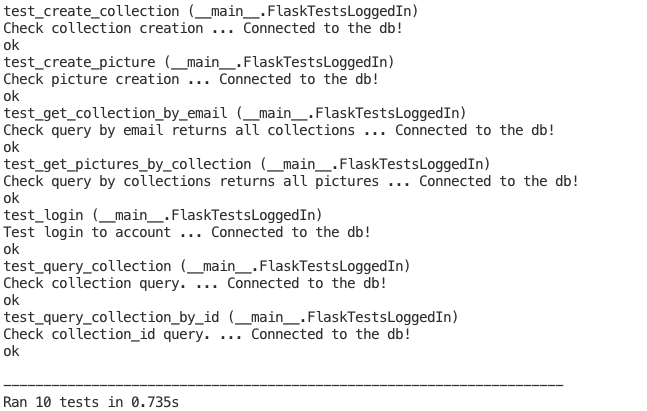 test_create_collection (__main__.FlaskTestsLoggedIn)
Check collection creation ... Connected to the db!
ok
test_create_picture (__main__.FlaskTestsLoggedIn)
Check picture creation ... Connected to the db!
ok
test_get_collection_by_email (__main__.FlaskTestsLoggedIn)
Check query by email returns all collections ... Connected to the db!
ok
test_get_pictures_by_collection (__main__.FlaskTestsLoggedIn)
Check query by collections returns all pictures ... Connected to the db!
ok
test_login (__main__.FlaskTestsLoggedIn)
Test login to account ... Connected to the db!
ok
test_query_collection (__main__.FlaskTestsLoggedIn)
Check collection query. ... Connected to the db!
ok
test_query_collection_by_id (__main__.FlaskTestsLoggedIn)
Check collection_id query. ... Connected to the db!
ok
----------------------------------------------------------------------
Ran 10 tests in 0.735s